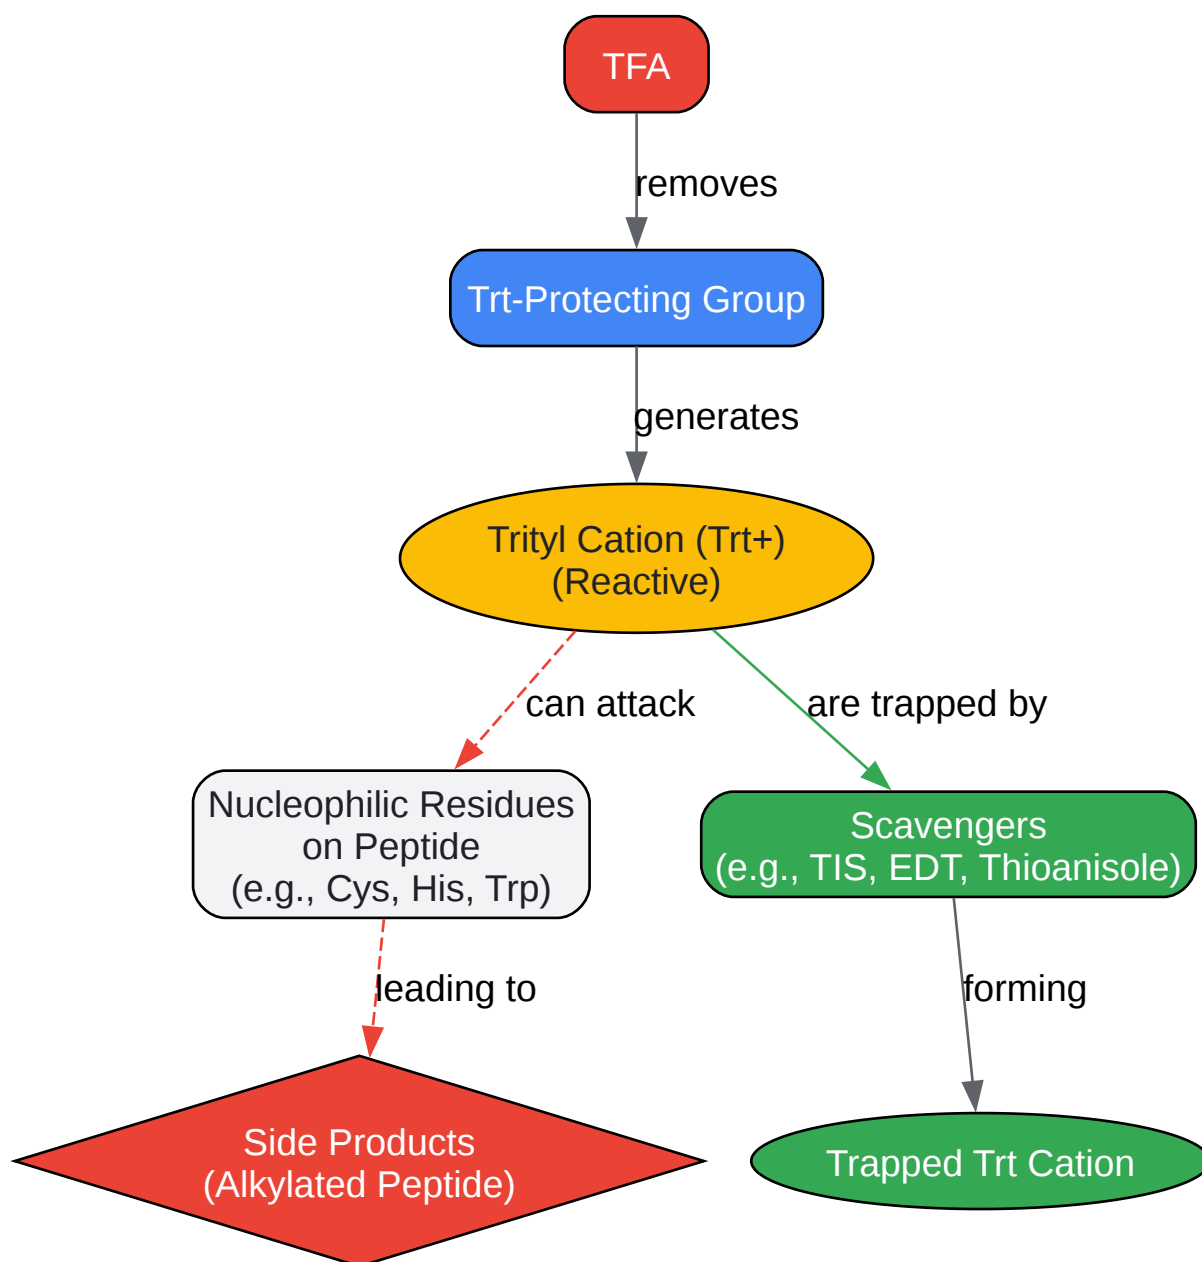 TFA
removes
Trt-Protecting Group
generates
Trityl Cation (Trt+)
(Reactive)
can attack
are trapped by
Nucleophilic Residues
on Peptide
(e.g., Cys, His, Trp)
Scavengers
(e.g., TIS, EDT, Thioanisole)
leading to
forming
Side Products
(Alkylated Peptide)
Trapped Trt Cation